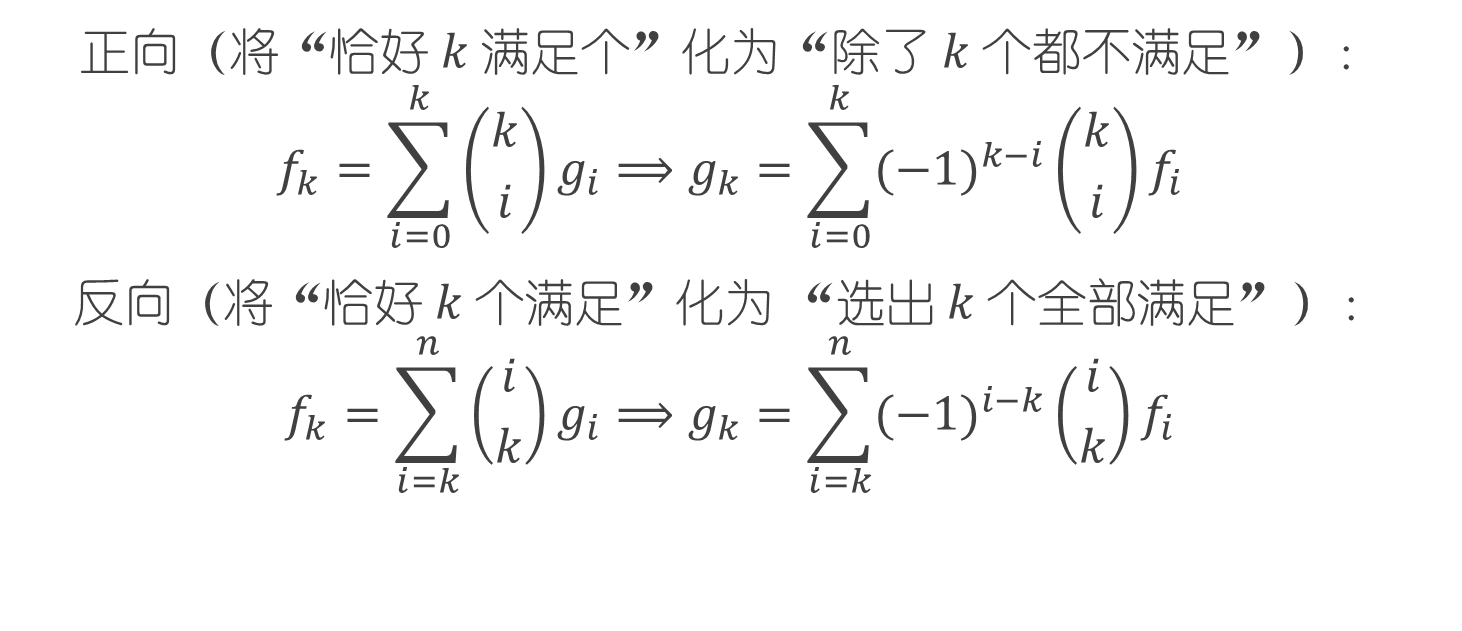 正向（将“恰好 k 满足个”化为“除了 k 个都不满足”）:
$f_k = \sum_{i=0}^{k} \binom{k}{i} g_i \Longrightarrow g_k = \sum_{i=0}^{k} (-1)^{k-i} \binom{k}{i} f_i$
反向（将“恰好 k 个满足”化为 “选出 k 个全部满足”）:
$f_k = \sum_{i=k}^{n} \binom{i}{k} g_i \Longrightarrow g_k = \sum_{i=k}^{n} (-1)^{i-k} \binom{i}{k} f_i$